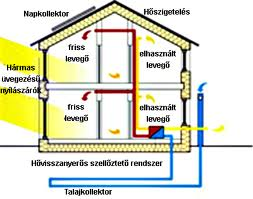 Napkollektor
Hőszigetelés
friss
levegő
elhasznált
levegő
Hármas
üvegezésű
nyílászárók
friss
levegő
elhasznált
levegő
Hővisszanyerős szellőztető rendszer
Talajkollektor